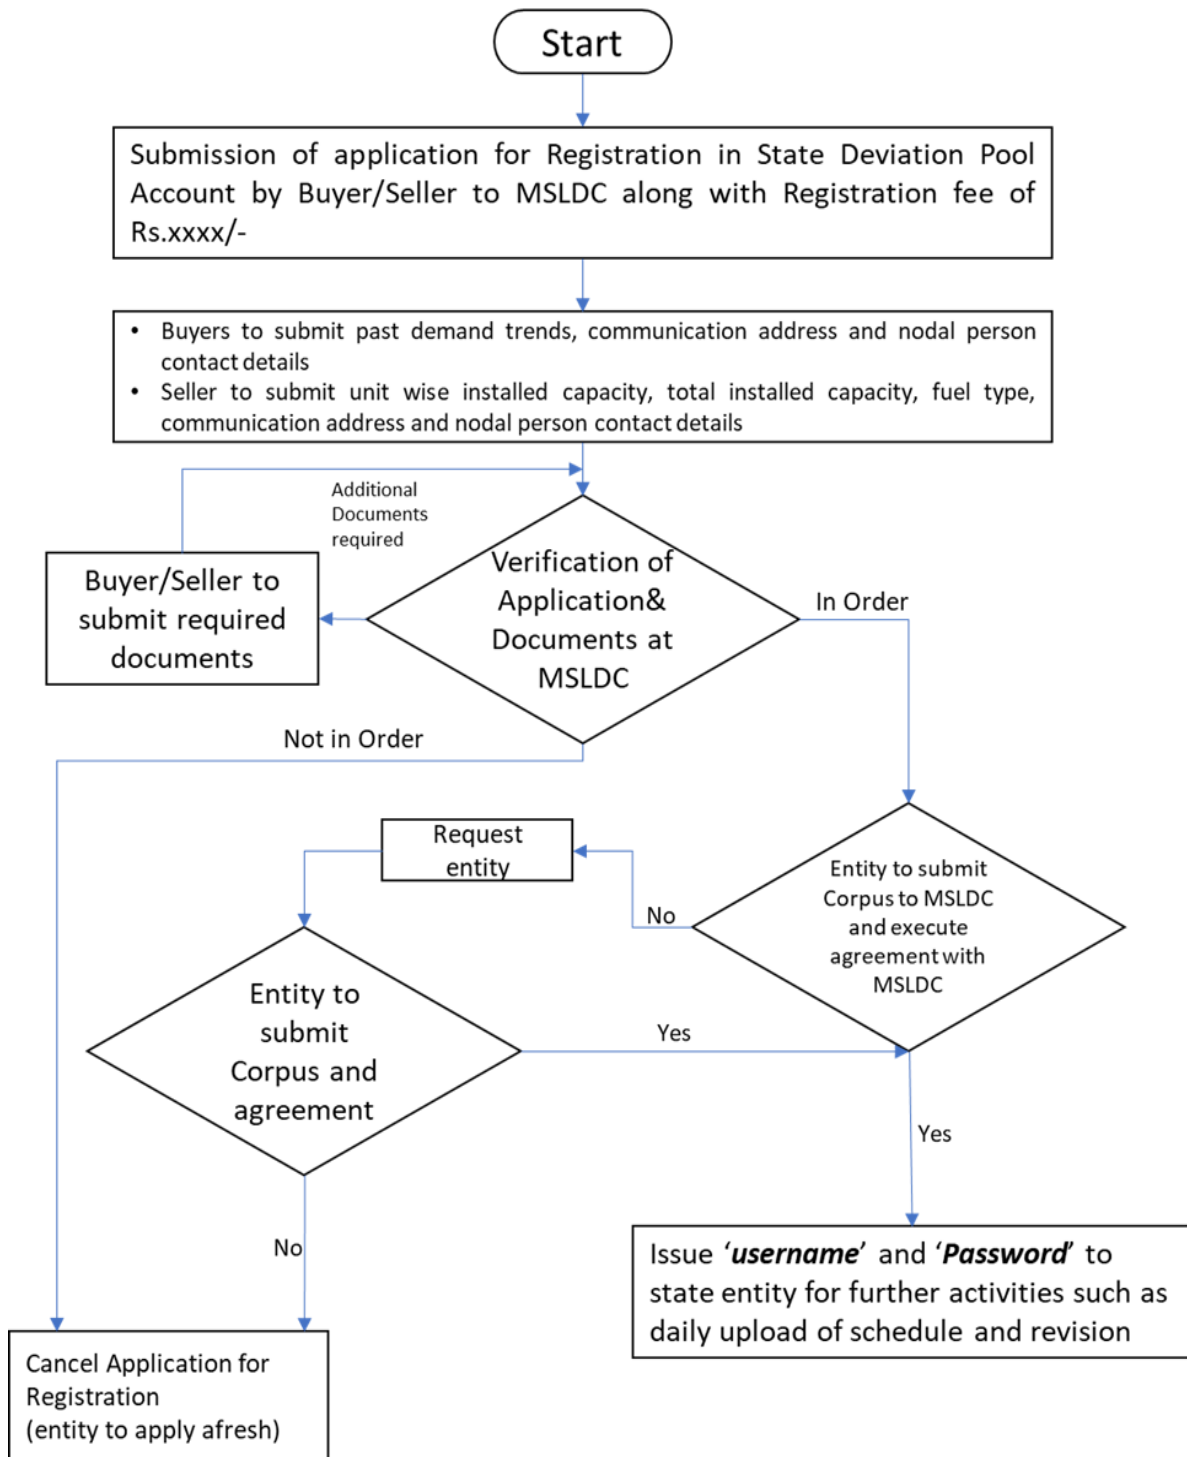 Start
Submission of application for Registration in State Deviation Pool
Account by Buyer/Seller to MSLDC along with Registration fee of
Rs.xxxx/-
• Buyers to submit past demand trends, communication address and nodal person
contact details
• Seller to submit unit wise installed capacity, total installed capacity, fuel type,
communication address and nodal person contact details
Additional
Documents
required
Verification of
Application&
Documents at
MSLDC
Buyer/Seller to
submit required
documents
In Order
Not in Order
Request
entity
Entity to submit
Corpus to MSLDC
and execute
agreement with
MSLDC
No
Entity to
submit
Corpus and
agreement
Yes
Yes
No
Issue ‘username’ and ‘Password’ to
state entity for further activities such as
daily upload of schedule and revision
Cancel Application for
Registration
(entity to apply afresh)